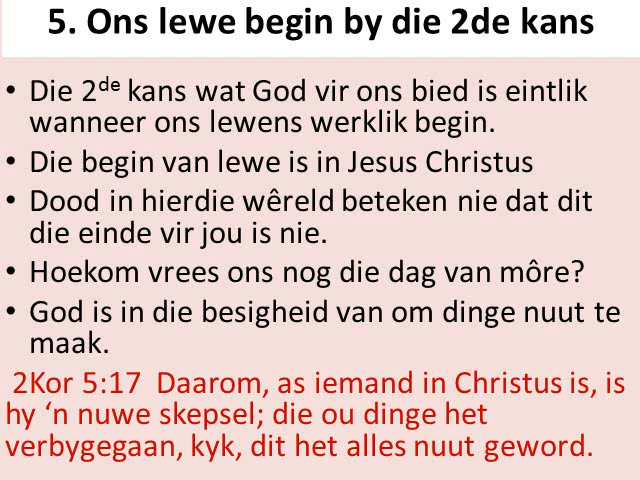 5. Ons lewe begin by die 2de kans
• Die 2de kans wat God vir ons bied is eintlik
wanneer ons lewens werklik begin.
• Die begin van lewe is in Jesus Christus
• Dood in hierdie wêreld beteken nie dat dit
die einde vir jou is nie.
• Hoekom vrees ons nog die dag van môre?
• God is in die besigheid van om dinge nuut te
maak.
2Kor 5:17 Daarom, as iemand in Christus is, is
hy ‘n nuwe skepsel; die ou dinge het
verbygegaan, kyk, dit het alles nuut geword.